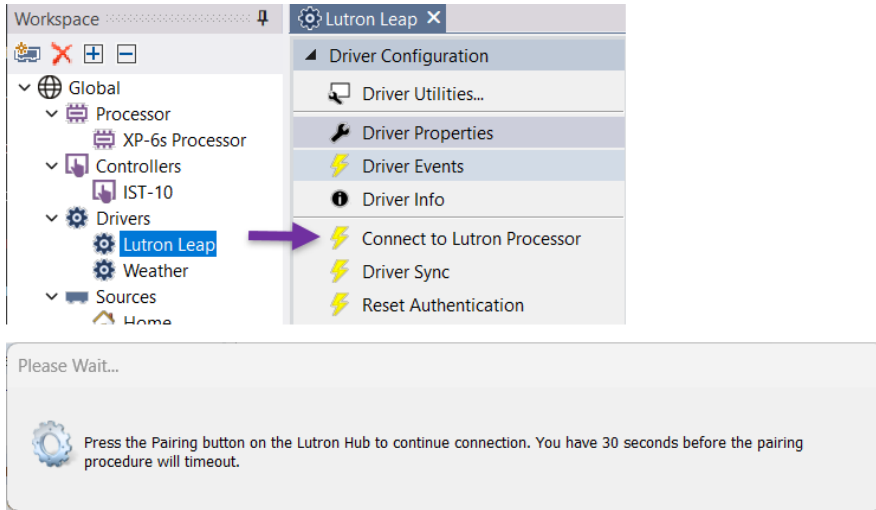 Workspace
Global
Processor
XP-6s Processor
Controllers
IST-10
Drivers
Lutron Leap
Weather
Sources
Home
Lutron Leap
Driver Configuration
Driver Utilities...
Driver Properties
Driver Events
Driver Info
Connect to Lutron Processor
Driver Sync
Reset Authentication
Please Wait...
Press the Pairing button on the Lutron Hub to continue connection. You have 30 seconds before the pairing
procedure will timeout.